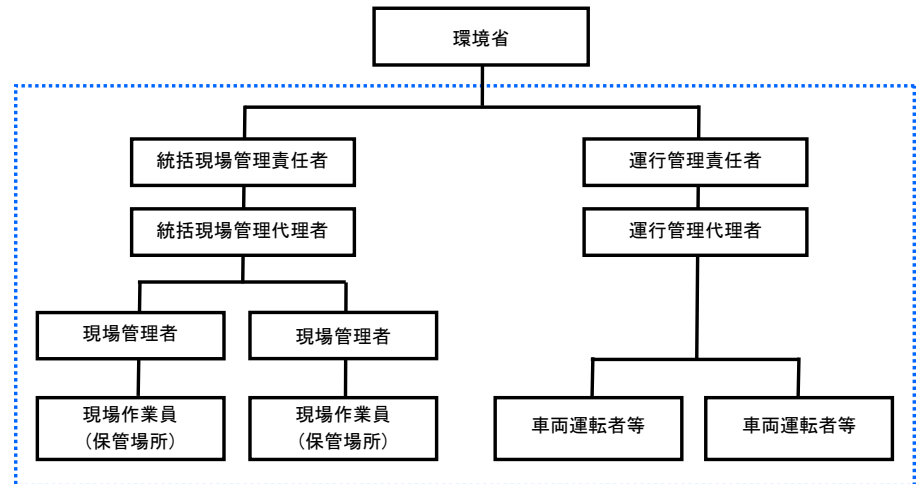 環境省
統括現場管理責任者
運行管理責任者
統括現場管理代理者
運行管理代理者
現場管理者
現場管理者
現場作業員
(保管場所)
現場作業員
(保管場所)
車両運転者等
車両運転者等